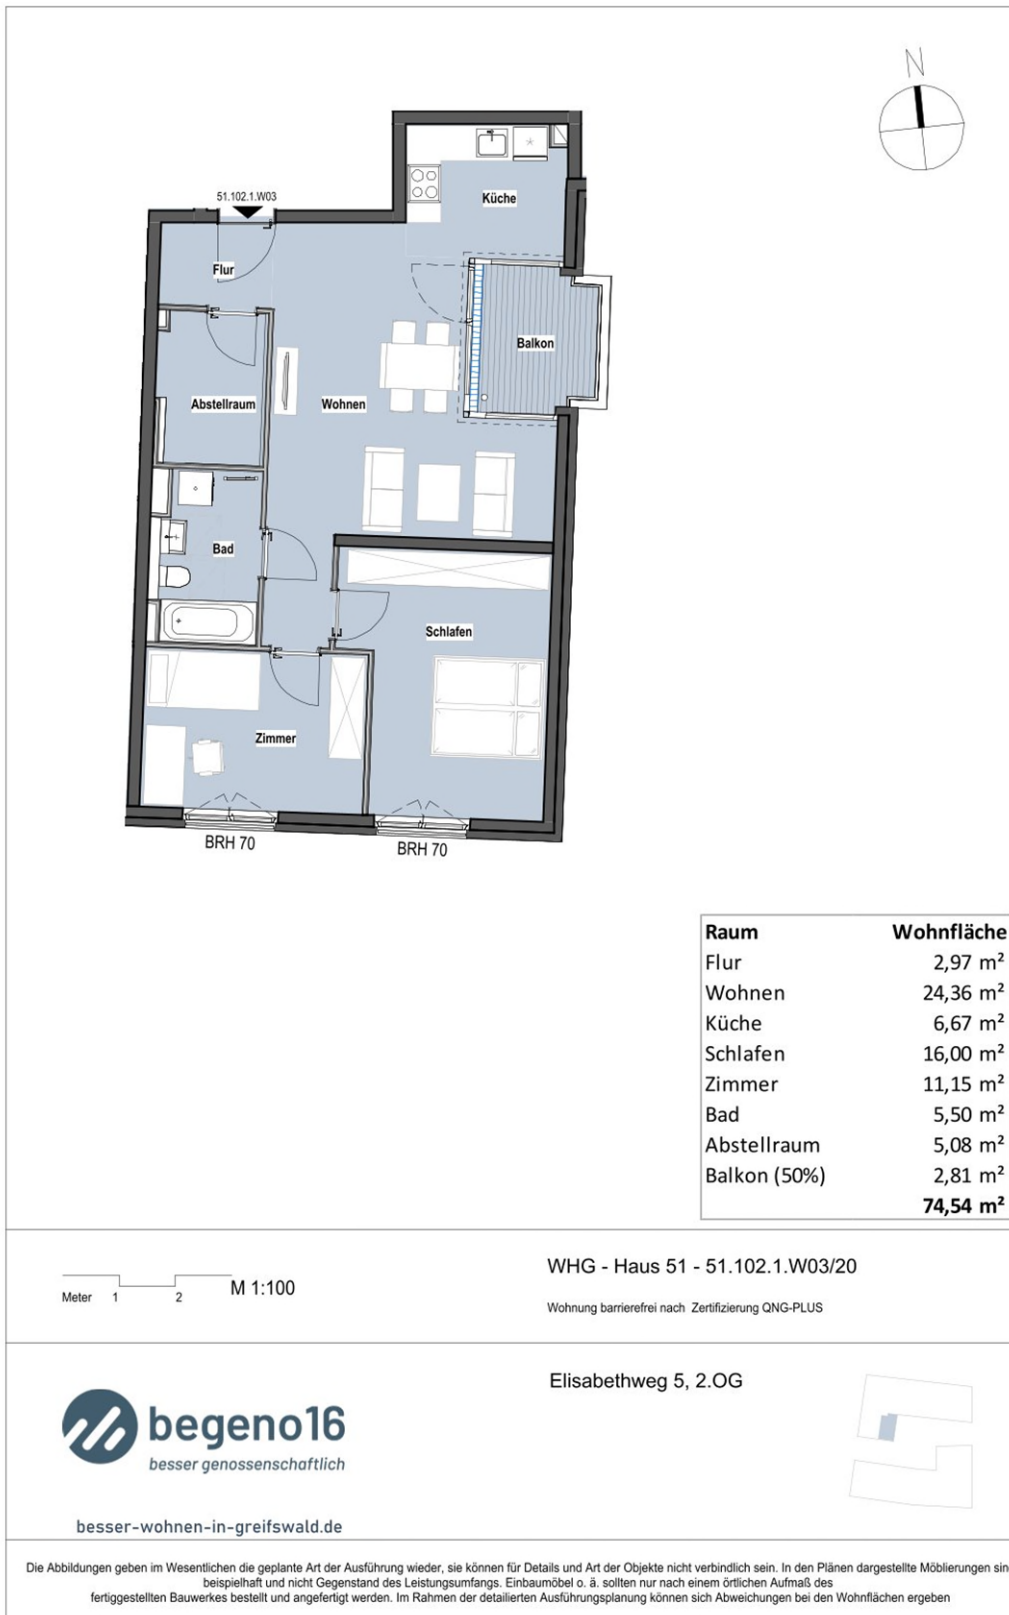 N
51.102.1.W03
Küche
Flur
Balkon
Abstellraum
Wohnen
Bad
Schlafen
Zimmer
BRH 70
BRH 70
Raum Wohnfläche
Flur 2,97 m²
Wohnen 24,36 m²
Küche 6,67 m²
Schlafen 16,00 m²
Zimmer 11,15 m²
Bad 5,50 m²
Abstellraum 5,08 m²
Balkon (50%) 2,81 m²
74,54 m²
Meter 1 2 M 1:100
WHG - Haus 51 - 51.102.1.W03/20
Wohnung barrierefrei nach Zertifizierung QNG-PLUS
Elisabethweg 5, 2.OG
begeno16
besser genossenschaftlich
besser-wohnen-in-greifswald.de
Die Abbildungen geben im Wesentlichen die geplante Art der Ausführung wieder, sie können für Details und Art der Objekte nicht verbindlich sein. In den Plänen dargestellte Möblierungen sin
beispielhaft und nicht Gegenstand des Leistungsumfangs. Einbaumöbel o. ä. sollten nur nach einem örtlichen Aufmaß des
fertiggestellten Bauwerkes bestellt und angefertigt werden. Im Rahmen der detailierten Ausführungsplanung können sich Abweichungen bei den Wohnflächen ergeben